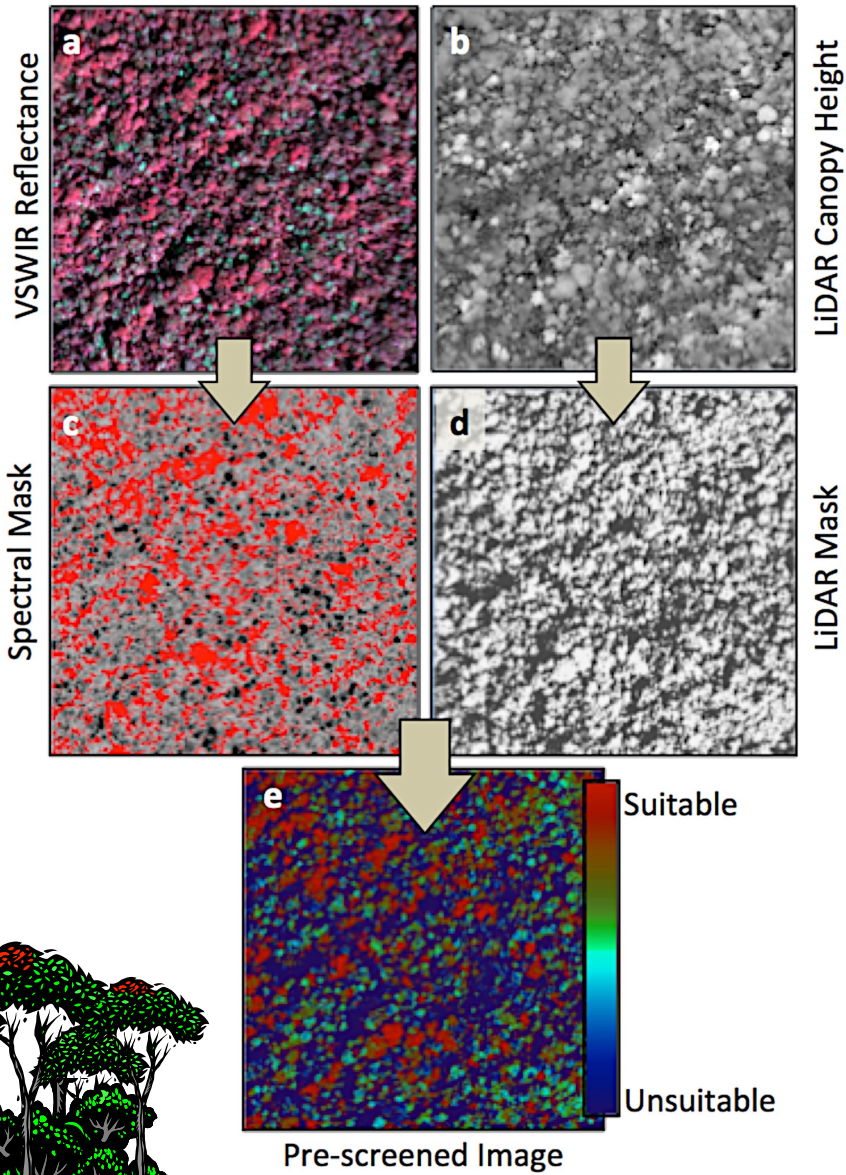 a
b
VSWIR Reflectance
LiDAR Canopy Height
c
d
Spectral Mask
LiDAR Mask
e
Suitable
Unsuitable
Pre-screened Image